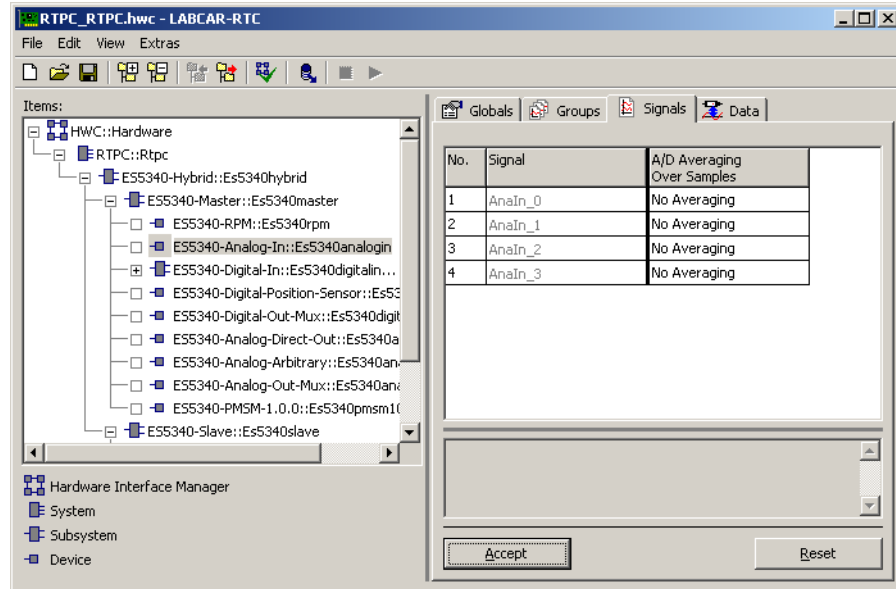 RTPC_RTPC.hwc - LABCAR-RTC
File Edit View Extras
Items:
HWC::Hardware
RTPC::Rtpc
ES5340-Hybrid::Es5340hybrid
ES5340-Master::Es5340master
ES5340-RPM::Es5340rpm
ES5340-Analog-In::Es5340analogin
ES5340-Digital-In::Es5340digitalin...
ES5340-Digital-Position-Sensor::Es53
ES5340-Digital-Out-Mux::Es5340digit
ES5340-Analog-Direct-Out::Es5340a
ES5340-Analog-Arbitrary::Es5340an
ES5340-Analog-Out-Mux::Es5340ana
ES5340-PMSM-1.0.0::Es5340pmsm10
ES5340-Slave::Es5340slave
Hardware Interface Manager
System
Subsystem
Device
Globals Groups Signals Data
No. Signal A/D Averaging
Over Samples
1 AnaIn_0 No Averaging
2 AnaIn_1 No Averaging
3 AnaIn_2 No Averaging
4 AnaIn_3 No Averaging
Accept Reset